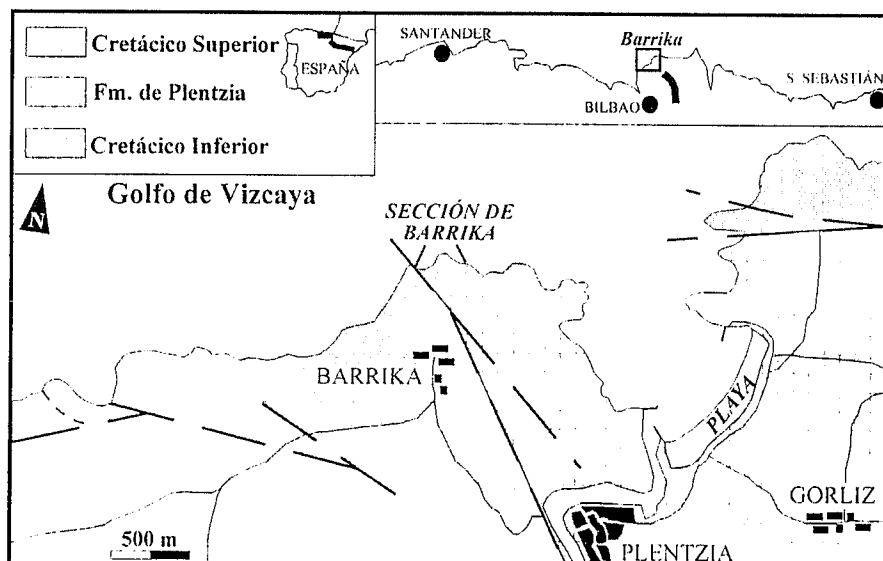 Cretácico Superior
Fm. de Plentzia
Cretácico Inferior
ESPAÑA
SANTANDER
Barrika
BILBAO
S. SEBASTIÁN
N
Golfo de Vizcaya
SECCIÓN DE
BARRIKA
BARRIKA
PLAYA
GORLIZ
PLENTZIA
500 m